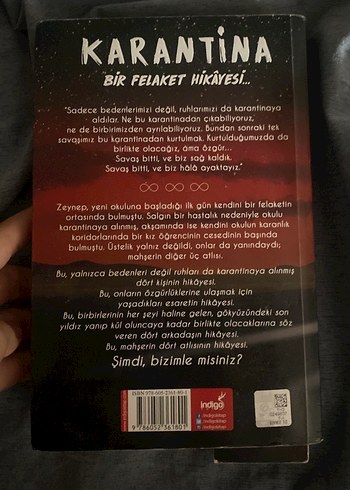 KARANTİNA
BİR FELAKET HİKÂYESİ...
"Sadece bedenlerimizi değil, ruhlarımızı da karantinaya
aldılar. Ne bu karantinadan çıkabiliyoruz,
ne de birbirimizden ayrılabiliyoruz. Bundan sonraki tek
savaşımız bu karantinadan kurtulmak. Kurtulduğumuzda da
birlikte olacağız, ama özgür...
Savaş bitti, ve biz sağ kaldık.
Savaş bitti, ve biz hâlâ ayaktayız."
Zeynep, yeni okuluna başladığı ilk gün kendini bir felaketin
ortasında bulmuştu. Salgın bir hastalık nedeniyle okulu
karantinaya alınmış, akşamında ise kendini okulun karanlık
koridorlarında bir kız öğrencinin cesedinin başında
bulmuştu. Üstelik yalnız değildi, onlar da yanındaydı;
mahşerin diğer üç atlısı.
Bu, yalnızca bedenleri değil ruhları da karantinaya alınmış
dört kişinin hikâyesi.
Bu, onların özgürlüklerine ulaşmak için
yaşadıkları esaretin hikâyesi.
Bu, birbirlerinin her şeyi haline gelen, gökyüzündeki son
yıldız yanıp kül oluncaya kadar birlikte olacaklarına söz
veren dört arkadaşın hikâyesi.
Bu, mahşerin dört atlısının hikâyesi.
Şimdi, bizimle misiniz?
9 786052 361801
indigo